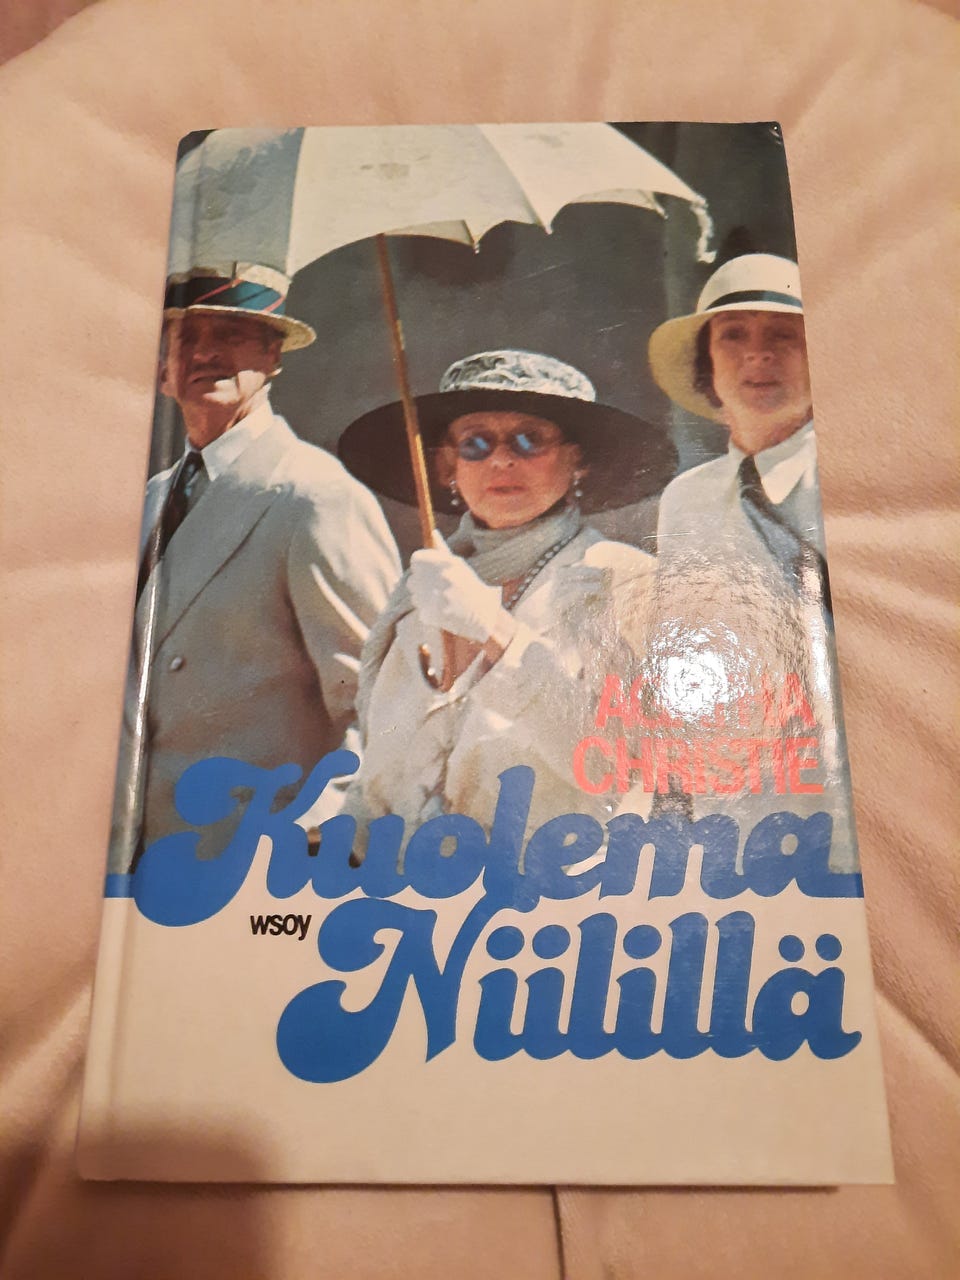 AGATHA
CHRISTIE
Kuolema
wsoy
Niilillä